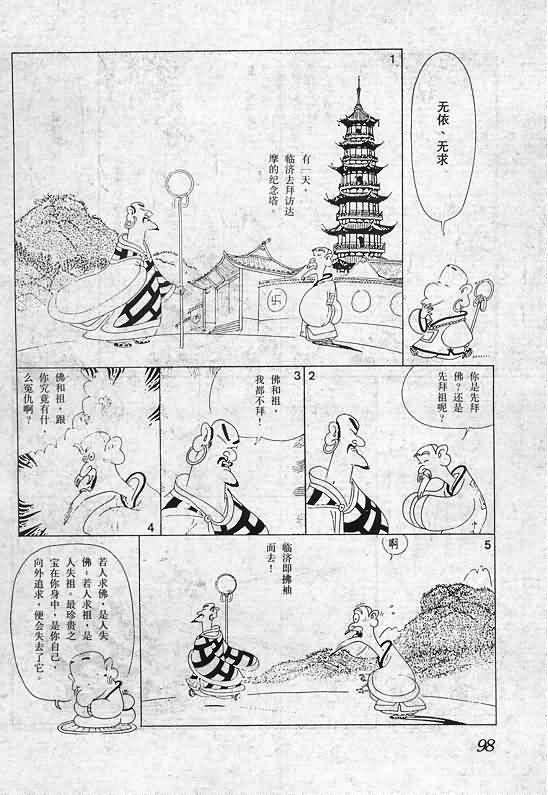 无依、无求
1
有一天，
临济去拜访达
摩的纪念塔。
2
你是先拜
佛？还是
先拜祖呢？
3
佛和祖，
我都不拜！
4
佛和祖，跟
你究竟有什
么冤仇啊？
5
啊
临济即拂袖
而去！
若人求佛，是人失
佛；若人求祖，是
人失祖。最珍贵之
宝在你身中，是你自己，
向外追求，便会失去了它。
98